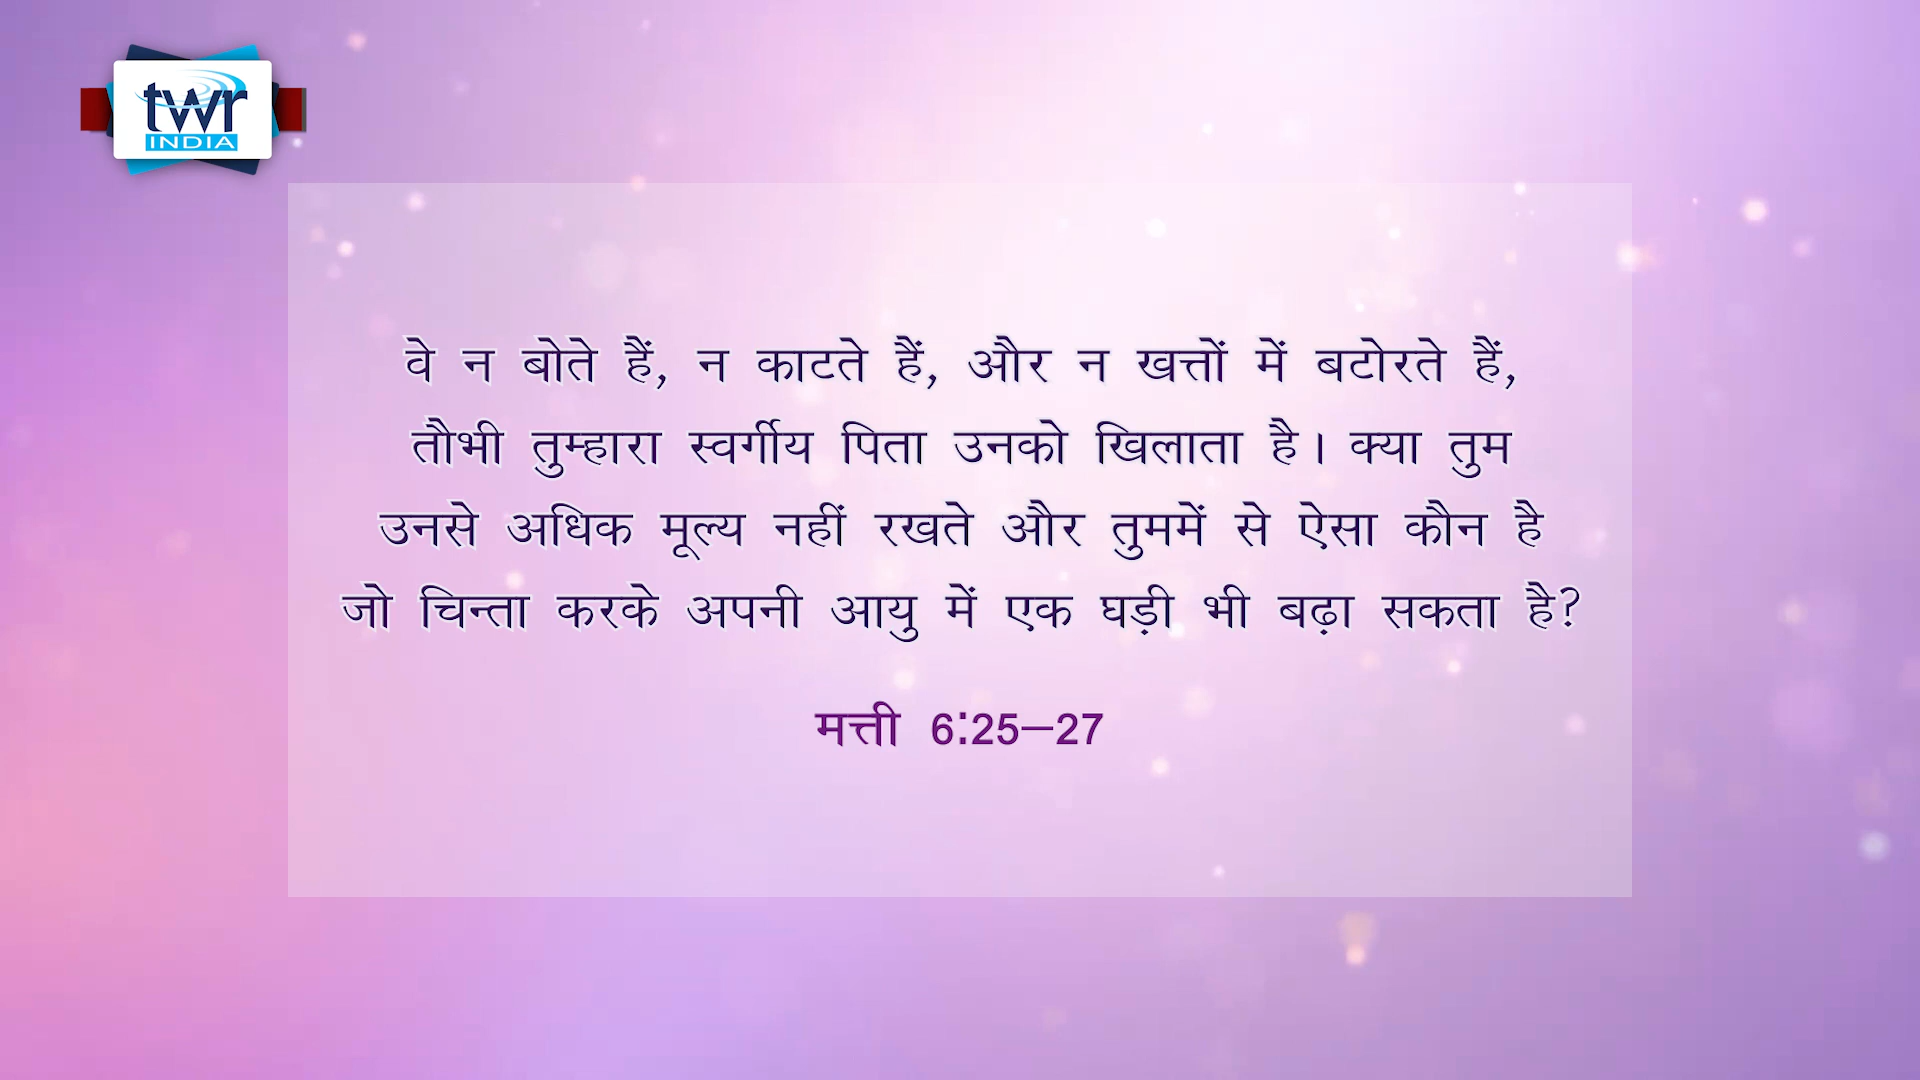 twr
INDIA
वे न बोते हैं, न काटते हैं, और न खत्तों में बटोरते हैं,
तौभी तुम्हारा स्वर्गीय पिता उनको खिलाता है। क्या तुम
उनसे अधिक मूल्य नहीं रखते और तुममें से ऐसा कौन है
जो चिन्ता करके अपनी आयु में एक घड़ी भी बढ़ा सकता है?
मत्ती 6:25–27